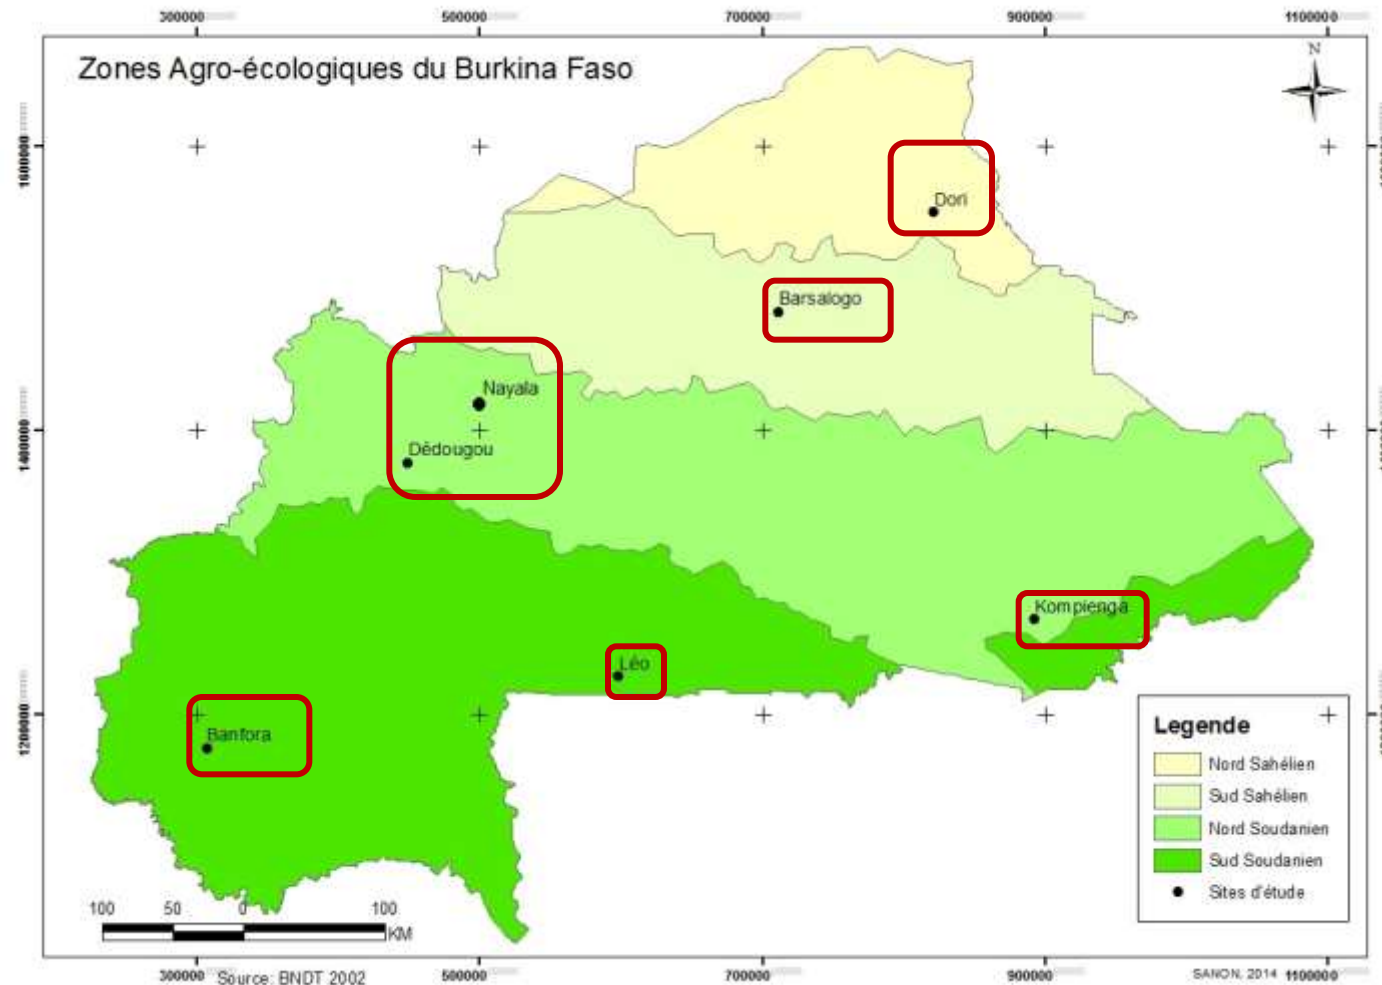 300000 500000 700000 900000 1100000
Zones Agro-écologiques du Burkina Faso
N
1600000
Dori
Barsalogo
Nayala
1400000
Dédougou
Kompienga
Léo
1200000
Banfora
Legende
Nord Sahélien
Sud Sahélien
Nord Soudanien
Sud Soudanien
Sites d'étude
100 50 0 100
KM
300000 500000 700000 900000 1100000
Source: BNDT 2002
SANON, 2014